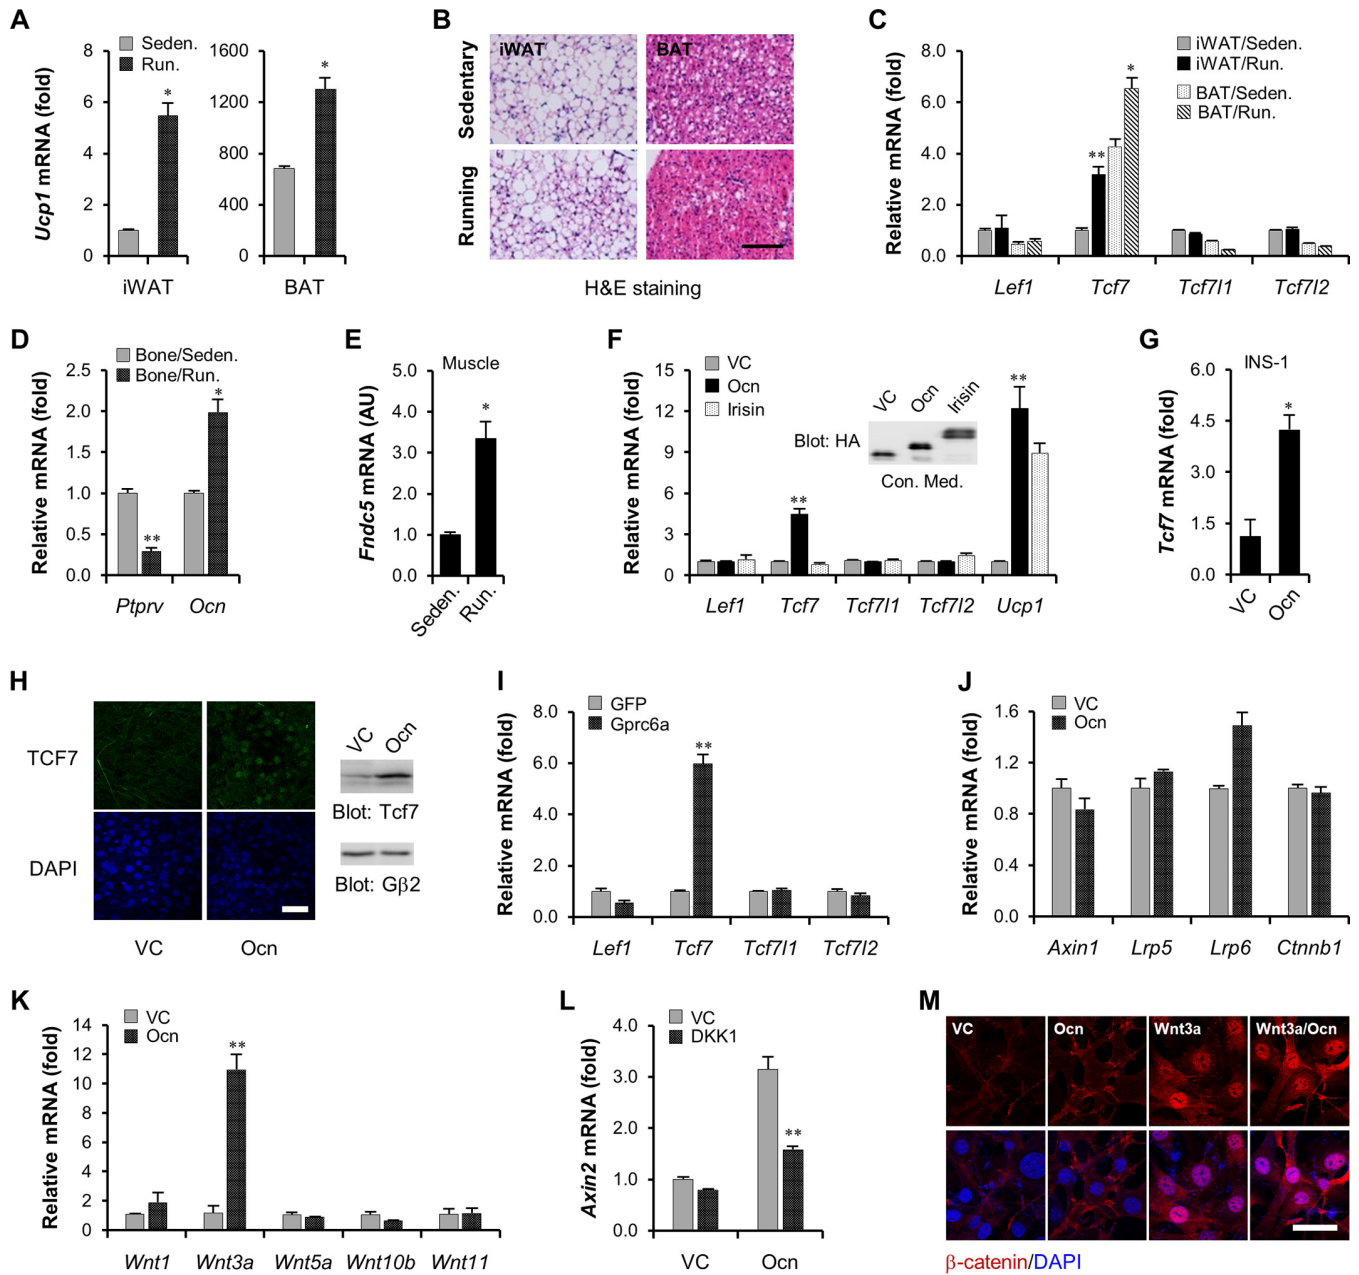 A
Ucp1 mRNA (fold)
8
6
4
2
0
Seden.
Run.
*
iWAT
1600
1200
800
400
0
*
BAT
B
Sedentary
Running
iWAT
BAT
H&E staining
C
Relative mRNA (fold)
8.0
6.0
4.0
2.0
0.0
iWAT/Seden.
iWAT/Run.
BAT/Seden.
BAT/Run.
**
*
Lef1 Tcf7 Tcf7l1 Tcf7l2
D
Relative mRNA (fold)
2.5
2.0
1.5
1.0
0.5
0.0
Bone/Seden.
Bone/Run.
**
*
Ptprv Ocn
E
Fndc5 mRNA (AU)
5.0
4.0
3.0
2.0
1.0
0.0
Muscle
*
Seden. Run.
F
Relative mRNA (fold)
15
12
9
6
3
0
VC
Ocn
Irisin
**
**
VC Ocn Irisin
Blot: HA
Con. Med.
Lef1 Tcf7 Tcf7l1 Tcf7l2 Ucp1
G
Tcf7 mRNA (fold)
6.0
4.5
3.0
1.5
0.0
INS-1
*
VC Ocn
H
TCF7
DAPI
VC Ocn
VC Ocn
Blot: Tcf7
Blot: Gβ2
I
Relative mRNA (fold)
8.0
6.0
4.0
2.0
0.0
GFP
Gprc6a
**
Lef1 Tcf7 Tcf7l1 Tcf7l2
J
Relative mRNA (fold)
1.6
1.2
0.8
0.4
0.0
VC
Ocn
Axin1 Lrp5 Lrp6 Ctnnb1
K
Relative mRNA (fold)
14
12
10
8
6
4
2
0
VC
Ocn
**
Wnt1 Wnt3a Wnt5a Wnt10b Wnt11
L
Axin2 mRNA (fold)
4.0
3.0
2.0
1.0
0.0
VC
DKK1
**
VC Ocn
M
VC Ocn Wnt3a Wnt3a/Ocn
β-catenin/DAPI